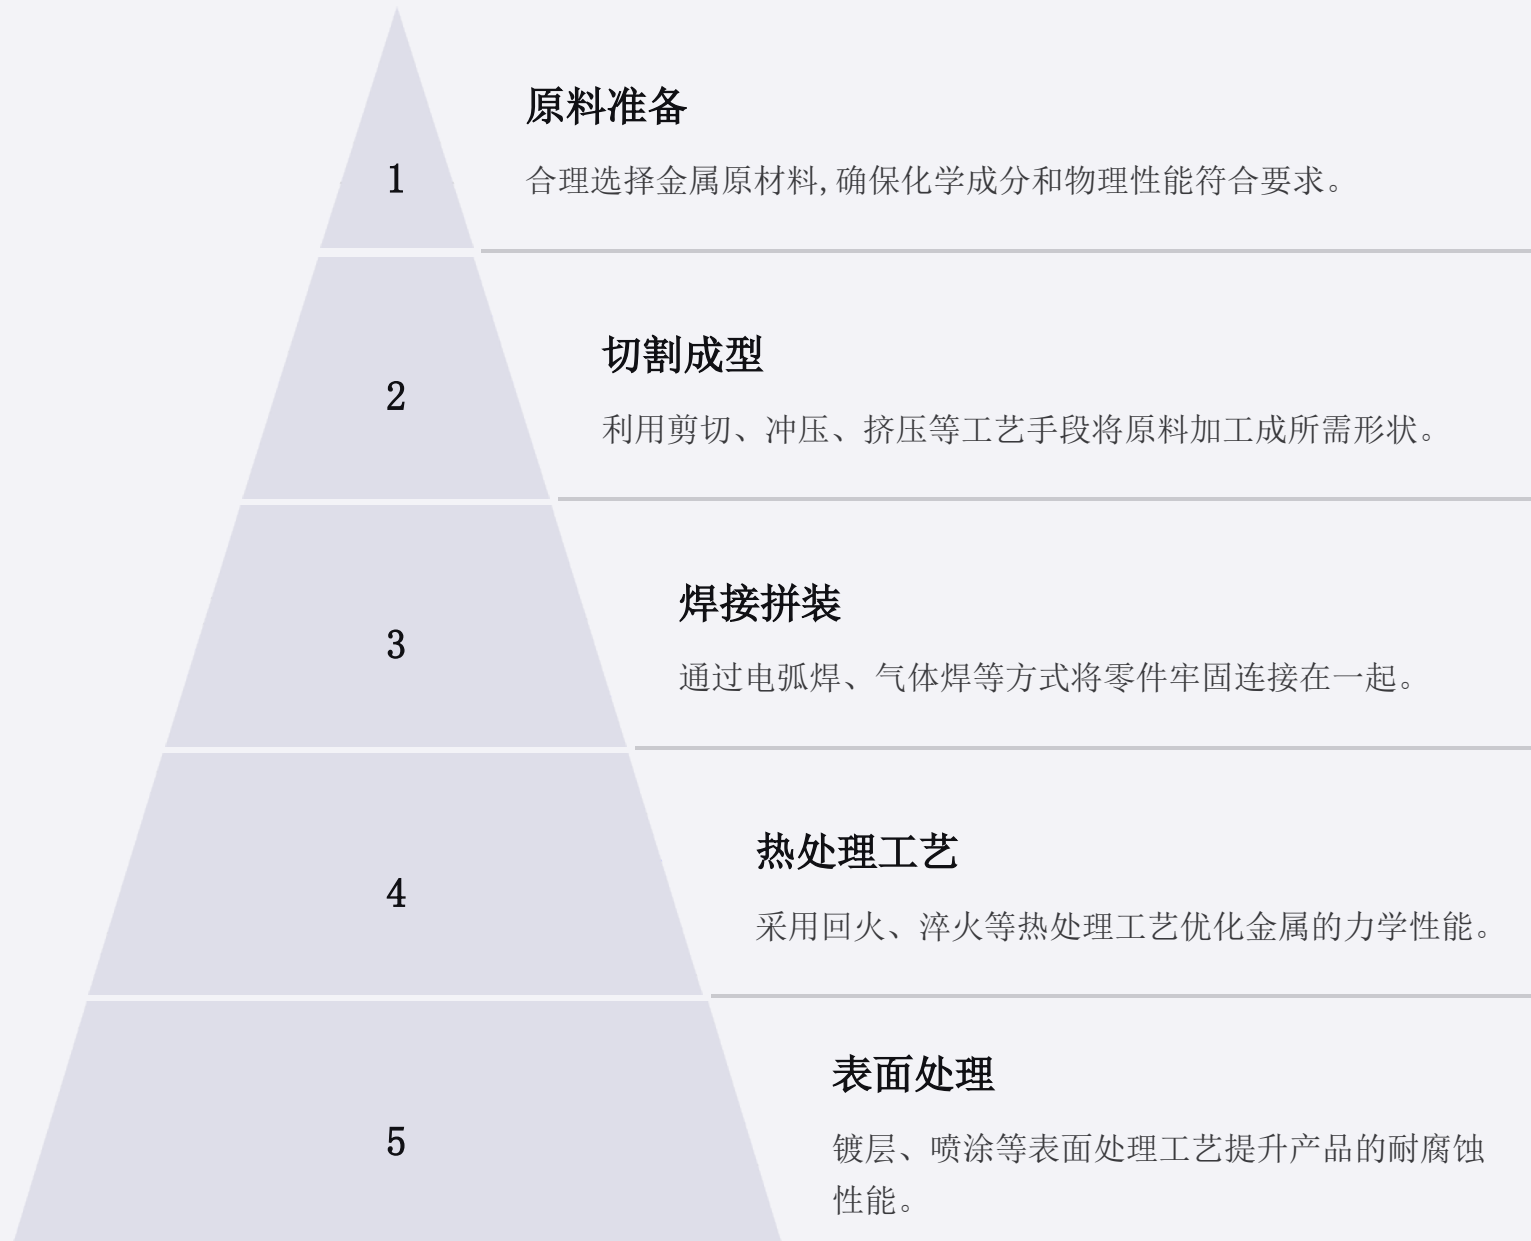 原料准备
1
合理选择金属原材料,确保化学成分和物理性能符合要求。
切割成型
2
利用剪切、冲压、挤压等工艺手段将原料加工成所需形状。
焊接拼装
3
通过电弧焊、气体焊等方式将零件牢固连接在一起。
热处理工艺
4
采用回火、淬火等热处理工艺优化金属的力学性能。
表面处理
5
镀层、喷涂等表面处理工艺提升产品的耐腐蚀
性能。